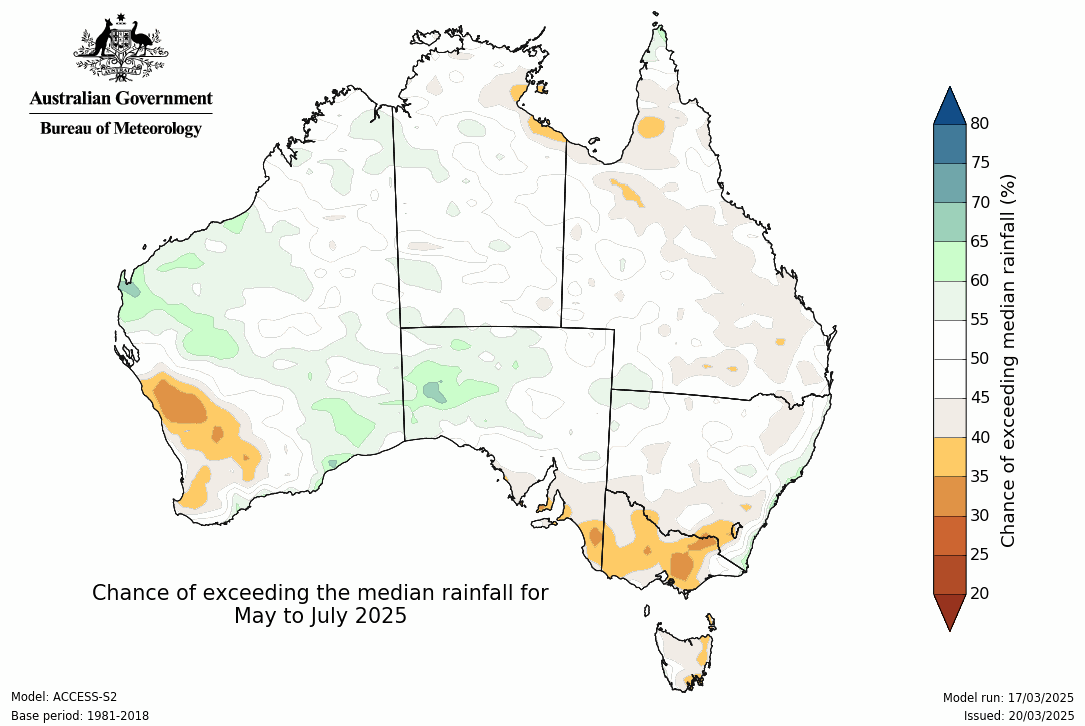 AUSTRALIA
Australian Government
Bureau of Meteorology
80
75
70
65
60
55
50
45
40
35
30
25
20
Chance of exceeding median rainfall (%)
Chance of exceeding the median rainfall for
May to July 2025
Model: ACCESS-S2
Base period: 1981-2018
Model run: 17/03/2025
Issued: 20/03/2025